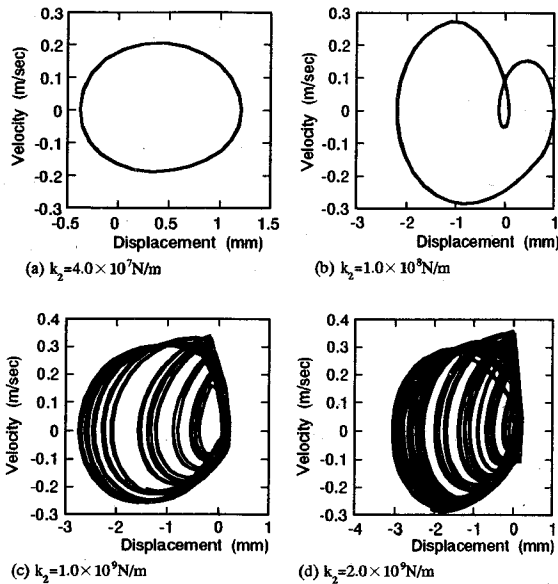 0.3
0.2
0.1
0
-0.1
-0.2
-0.3
Velocity (m/sec)
-0.5 0 0.5 1 1.5
Displacement (mm)
(a) k2=4.0×10^7N/m
0.3
0.2
0.1
0
-0.1
-0.2
-0.3
Velocity (m/sec)
-3 -2 -1 0 1
Displacement (mm)
(b) k2=1.0×10^8N/m
0.4
0.3
0.2
0.1
0
-0.1
-0.2
-0.3
Velocity (m/sec)
-3 -2 -1 0 1
Displacement (mm)
(c) k2=1.0×10^9N/m
0.4
0.3
0.2
0.1
0
-0.1
-0.2
-0.3
Velocity (m/sec)
-4 -3 -2 -1 0 1
Displacement (mm)
(d) k2=2.0×10^9N/m